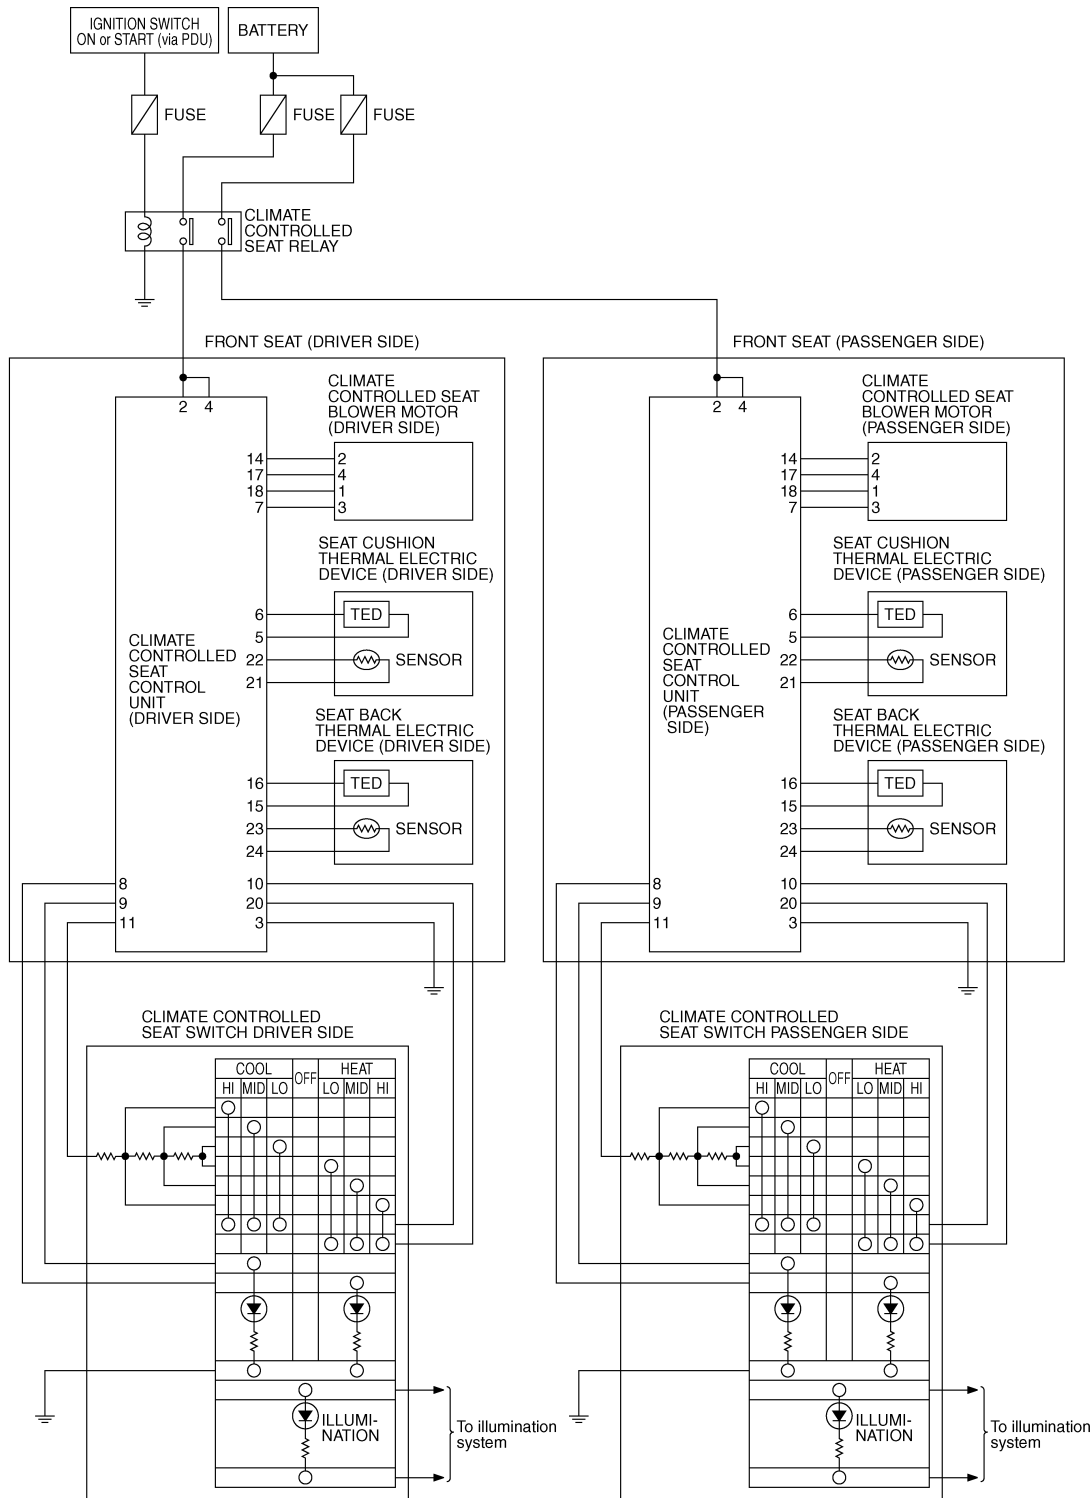 IGNITION SWITCH
ON or START (via PDU)
BATTERY
FUSE
FUSE
FUSE
CLIMATE
CONTROLLED
SEAT RELAY
FRONT SEAT (DRIVER SIDE)
2 4
CLIMATE
CONTROLLED SEAT
BLOWER MOTOR
(DRIVER SIDE)
14 2
17 4
18 1
7 3
SEAT CUSHION
THERMAL ELECTRIC
DEVICE (DRIVER SIDE)
6 TED
5
22 SENSOR
21
CLIMATE
CONTROLLED
SEAT
CONTROL
UNIT
(DRIVER SIDE)
SEAT BACK
THERMAL ELECTRIC
DEVICE (DRIVER SIDE)
16 TED
15
23 SENSOR
24
8 10
9 20
11 3
CLIMATE CONTROLLED
SEAT SWITCH DRIVER SIDE
COOL OFF HEAT
HI MID LO LO MID HI
ILLUMI-
NATION
To illumination
system
FRONT SEAT (PASSENGER SIDE)
2 4
CLIMATE
CONTROLLED SEAT
BLOWER MOTOR
(PASSENGER SIDE)
14 2
17 4
18 1
7 3
SEAT CUSHION
THERMAL ELECTRIC
DEVICE (PASSENGER SIDE)
6 TED
5
22 SENSOR
21
CLIMATE
CONTROLLED
SEAT
CONTROL
UNIT
(PASSENGER
SIDE)
SEAT BACK
THERMAL ELECTRIC
DEVICE (PASSENGER SIDE)
16 TED
15
23 SENSOR
24
8 10
9 20
11 3
CLIMATE CONTROLLED
SEAT SWITCH PASSENGER SIDE
COOL OFF HEAT
HI MID LO LO MID HI
ILLUMI-
NATION
To illumination
system